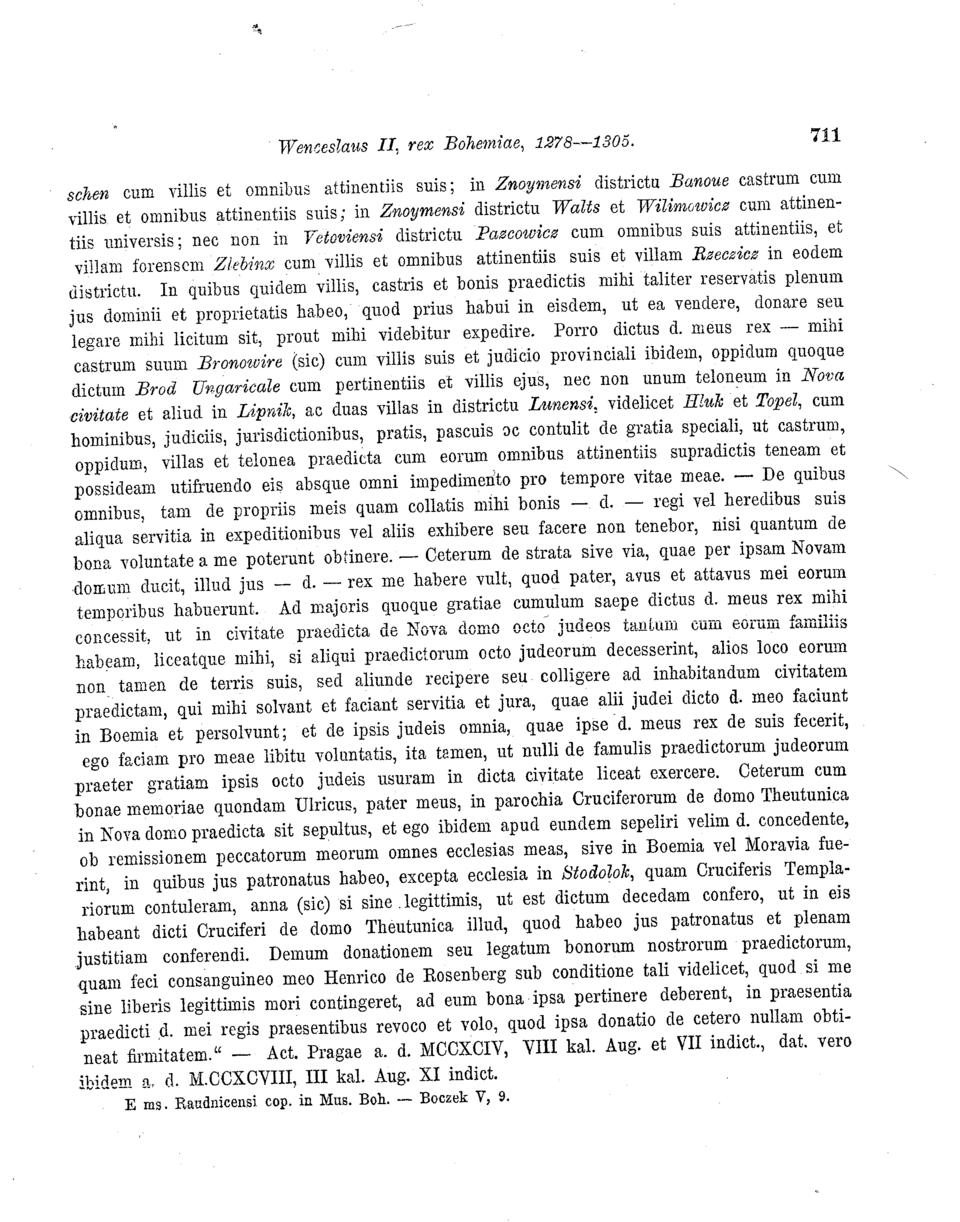 Wenceslaus II, rex Bohemiae, 1278—1305. 711
schen cum villis et omnibus attinentiis suis; in Znoymensi districtu Banoue castrum cum
villis et omnibus attinentiis suis; in Znoymensi districtu Walts et Wilimowicz cum attinen-
tiis universis; nec non in Vetoviensi districtu Pazcowicz cum omnibus suis attinentiis, et
villam forensem Zlebinx cum villis et omnibus attinentiis suis et villam Rzeczicz in eodem
districtu. In quibus quidem villis, castris et bonis praedictis mihi taliter reservatis plenum
jus dominii et proprietatis habeo, quod prius habui in eisdem, ut ea vendere, donare seu
legare mihi licitum sit, prout mihi videbitur expedire. Porro dictus d. meus rex — mihi
castrum suum Bronowire (sic) cum villis suis et judicio provinciali ibidem, oppidum quoque
dictum Brod Ungaricale cum pertinentiis et villis ejus, nec non unum teloneum in Nova
civitate et aliud in Lipnik, ac duas villas in districtu Lunensi, videlicet Hluk et Topel, cum
hominibus, judiciis, jurisdictionibus, pratis, pascuis oc contulit de gratia speciali, ut castrum,
oppidum, villas et telonea praedicta cum eorum omnibus attinentiis supradictis teneam et
possideam utifruendo eis absque omni impedimento pro tempore vitae meae. — De quibus
omnibus, tam de propriis meis quam collatis mihi bonis — d. — regi vel heredibus suis
aliqua servitia in expeditionibus vel aliis exhibere seu facere non tenebor, nisi quantum de
bona voluntate a me poterunt obtinere. — Ceterum de strata sive via, quae per ipsam Novam
domum ducit, illud jus — d. — rex me habere vult, quod pater, avus et attavus mei eorum
temporibus habuerunt. Ad majoris quoque gratiae cumulum saepe dictus d. meus rex mihi
concessit, ut in civitate praedicta de Nova domo octo judeos tantum cum eorum familiis
habeam, liceatque mihi, si aliqui praedictorum octo judeorum decesserint, alios loco eorum
non tamen de terris suis, sed aliunde recipere seu colligere ad inhabitandum civitatem
praedictam, qui mihi solvant et faciant servitia et jura, quae alii judei dicto d. meo faciunt
in Boemia et persolvunt; et de ipsis judeis omnia, quae ipse d. meus rex de suis fecerit,
ego faciam pro meae libitu voluntatis, ita tamen, ut nulli de famulis praedictorum judeorum
praeter gratiam ipsis octo judeis usuram in dicta civitate liceat exercere. Ceterum cum
bonae memoriae quondam Ulricus, pater meus, in parochia Cruciferorum de domo Theutunica
in Nova domo praedicta sit sepultus, et ego ibidem apud eundem sepeliri velim d. concedente,
ob remissionem peccatorum meorum omnes ecclesias meas, sive in Boemia vel Moravia fue-
rint, in quibus jus patronatus habeo, excepta ecclesia in Stodolok, quam Cruciferis Templa-
riorum contuleram, anna (sic) si sine legittimis, ut est dictum decedam confero, ut in eis
habeant dicti Cruciferi de domo Theutunica illud, quod habeo jus patronatus et plenam
justitiam conferendi. Demum donationem seu legatum bonorum nostrorum praedictorum,
quam feci consanguineo meo Henrico de Rosenberg sub conditione tali videlicet, quod si me
sine liberis legittimis mori contingeret, ad eum bona ipsa pertinere deberent, in praesentia
praedicti d. mei regis praesentibus revoco et volo, quod ipsa donatio de cetero nullam obti-
neat firmitatem.“ — Act. Pragae a. d. MCCXCIV, VIII kal. Aug. et VII indict., dat. vero
ibidem a. d. M.CCXCVIII, III kal. Aug. XI indict.
E ms. Raudnicensi cop. in Mus. Boh. — Boczek V, 9.